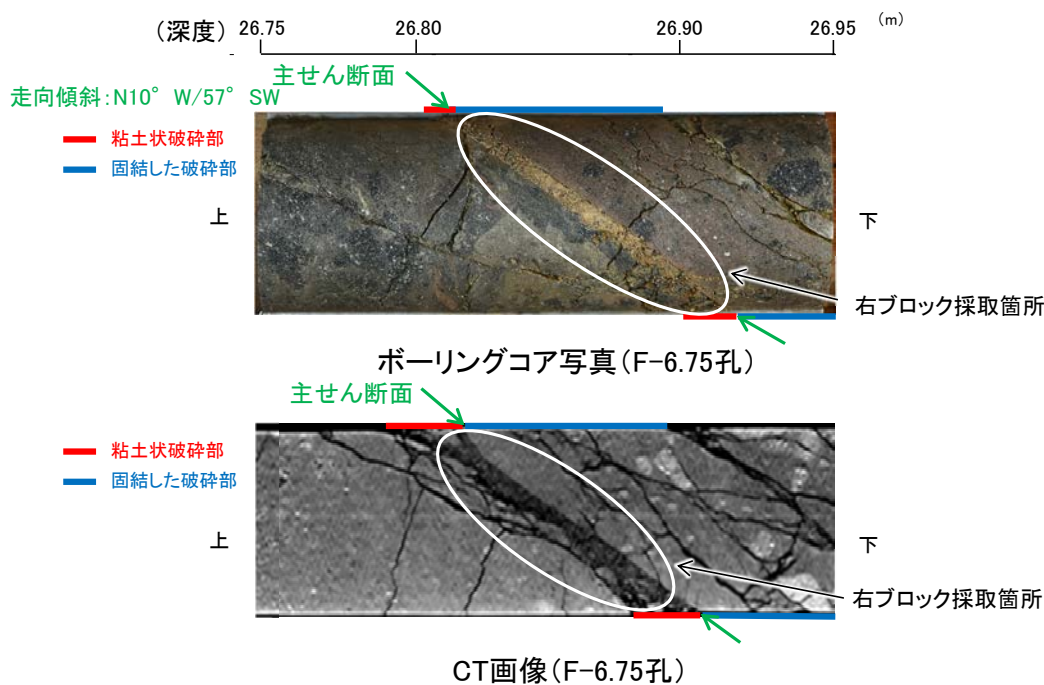 (深度) 26.75 26.80 26.90 26.95 (m)
主せん断面
走向傾斜:N10° W/57° SW
粘土状破砕部
固結した破砕部
上
下
右ブロック採取箇所
ボーリングコア写真(F-6.75孔)
主せん断面
粘土状破砕部
固結した破砕部
上
下
右ブロック採取箇所
CT画像(F-6.75孔)